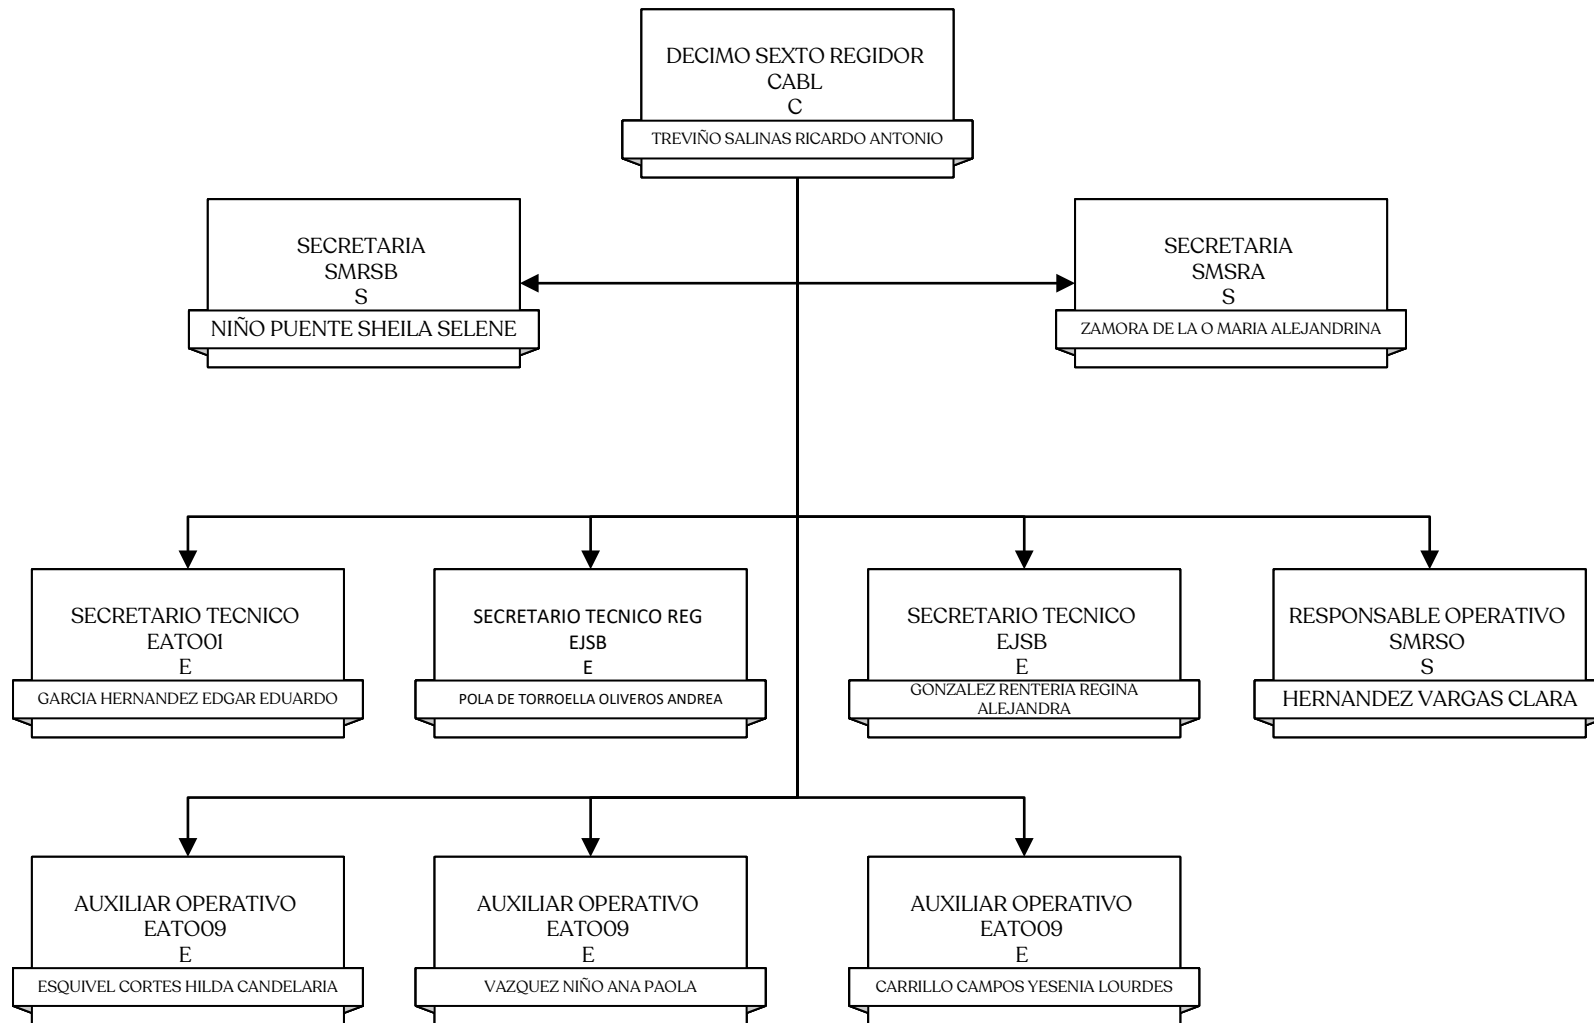 DECIMO SEXTO REGIDOR
CABL
C
TREVIÑO SALINAS RICARDO ANTONIO
SECRETARIA
SMRSB
S
NIÑO PUENTE SHEILA SELENE
SECRETARIA
SMSRA
S
ZAMORA DE LA O MARIA ALEJANDRINA
SECRETARIO TECNICO
EATO01
E
GARCIA HERNANDEZ EDGAR EDUARDO
SECRETARIO TECNICO REG
EJSB
E
POLA DE TORROELLA OLIVEROS ANDREA
SECRETARIO TECNICO
EJSB
E
GONZALEZ RENTERIA REGINA
ALEJANDRA
RESPONSABLE OPERATIVO
SMRSO
S
HERNANDEZ VARGAS CLARA
AUXILIAR OPERATIVO
EATO09
E
ESQUIVEL CORTES HILDA CANDELARIA
AUXILIAR OPERATIVO
EATO09
E
VAZQUEZ NIÑO ANA PAOLA
AUXILIAR OPERATIVO
EATO09
E
CARRILLO CAMPOS YESENIA LOURDES